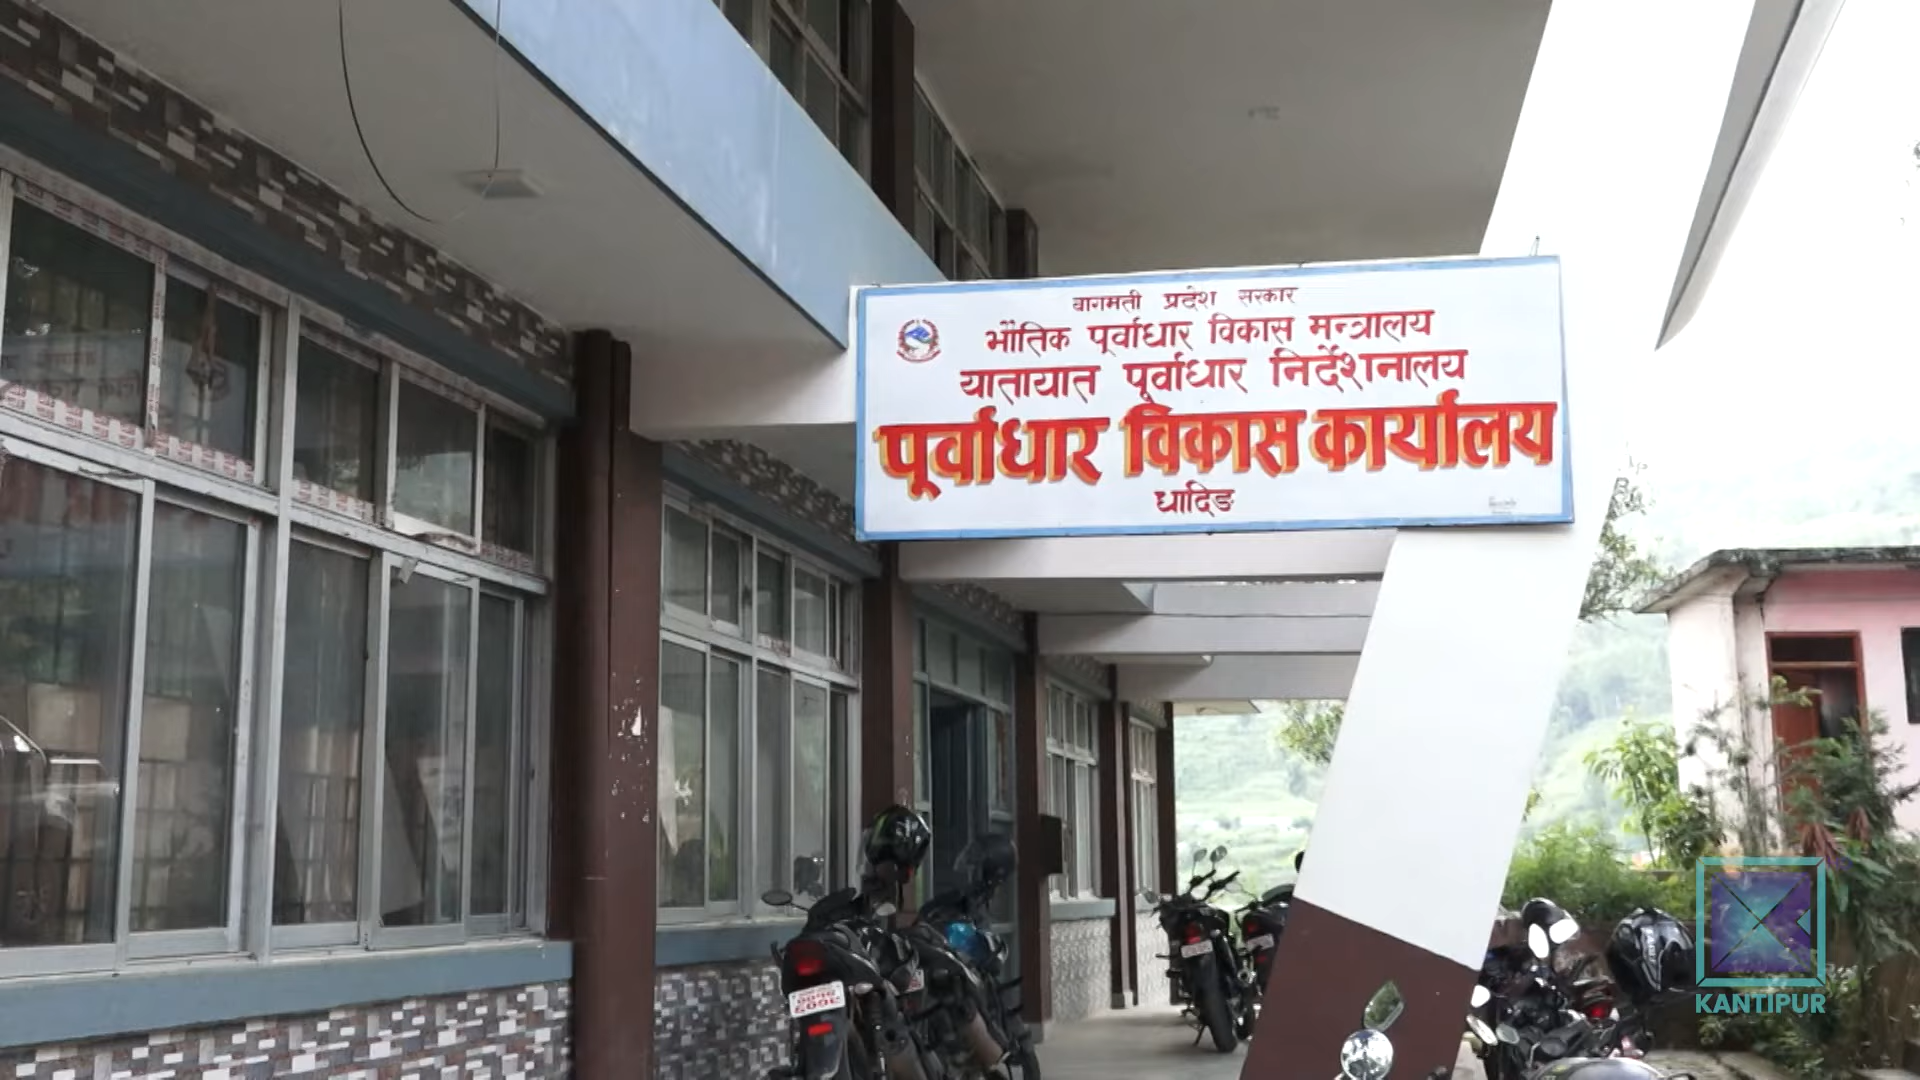 बागमती प्रदेश सरकार
भौतिक पूर्वाधार विकास मन्त्रालय
यातायात पूर्वाधार निर्देशनालय
पूर्वाधार विकास कार्यालय
धादिङ
KANTIPUR